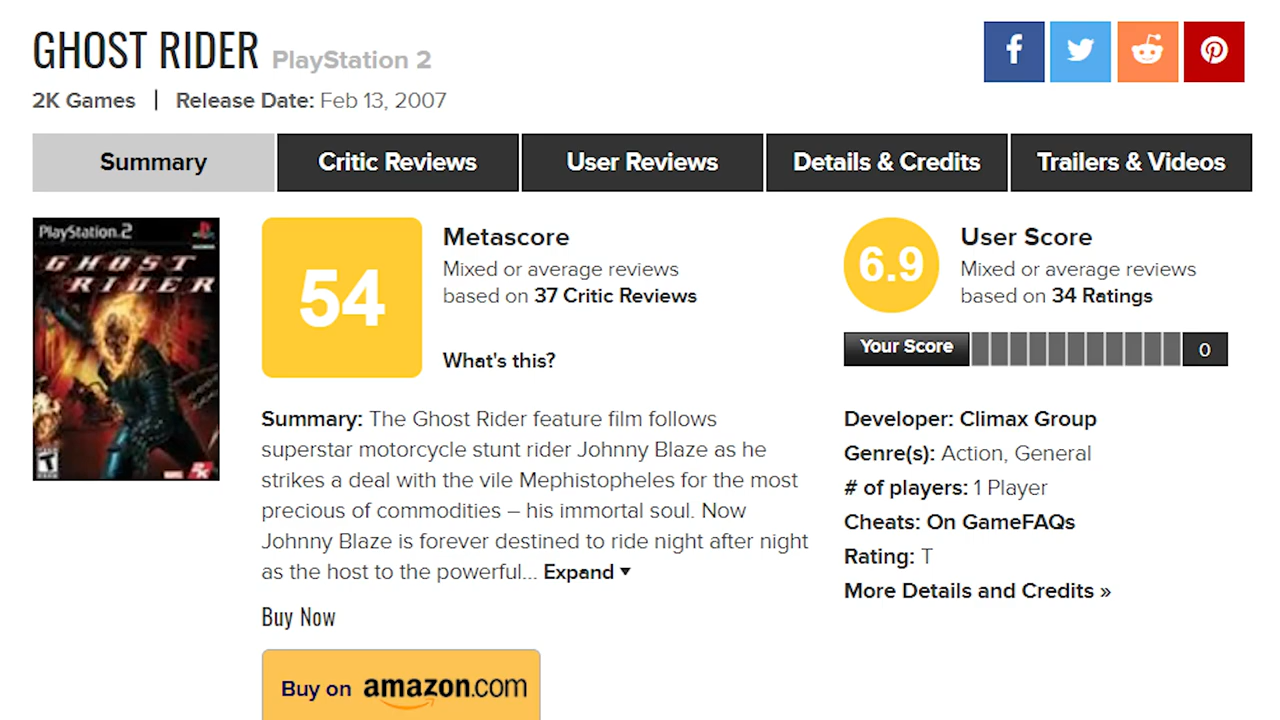 GHOST RIDER PlayStation 2
2K Games | Release Date: Feb 13, 2007
Summary
Critic Reviews
User Reviews
Details & Credits
Trailers & Videos
PlayStation.2
GHOST
RIDER
T
MARVEL
2K
54
Metascore
Mixed or average reviews
based on 37 Critic Reviews
What's this?
6.9
User Score
Mixed or average reviews
based on 34 Ratings
Your Score
0
Summary: The Ghost Rider feature film follows
superstar motorcycle stunt rider Johnny Blaze as he
strikes a deal with the vile Mephistopheles for the most
precious of commodities – his immortal soul. Now
Johnny Blaze is forever destined to ride night after night
as the host to the powerful... Expand
Developer: Climax Group
Genre(s): Action, General
# of players: 1 Player
Cheats: On GameFAQs
Rating: T
More Details and Credits »
Buy Now
Buy on amazon.com